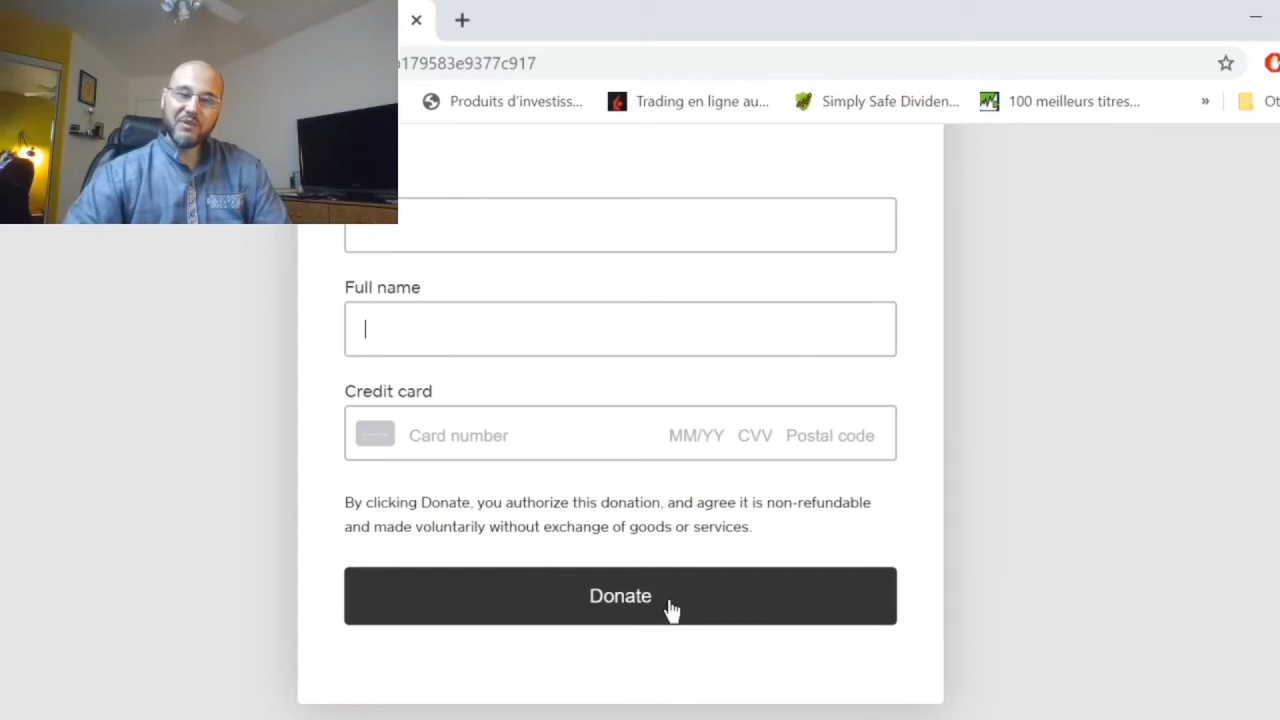 179583e9377c917
Produits d'investiss... Trading en ligne au... Simply Safe Dividen... 100 meilleurs titres... » Ot
Full name
Credit card
Card number MM/YY CVV Postal code
By clicking Donate, you authorize this donation, and agree it is non-refundable
and made voluntarily without exchange of goods or services.
Donate